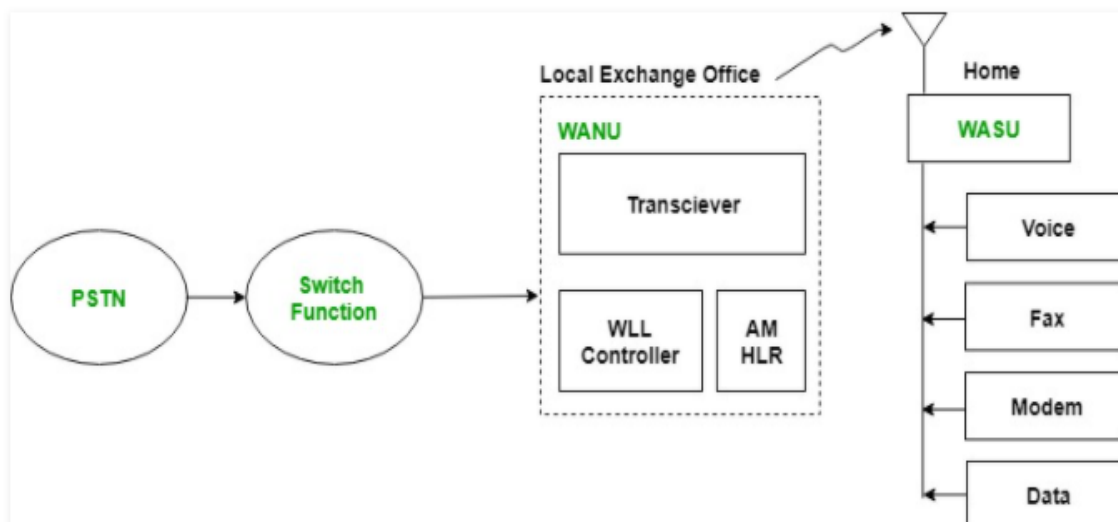 Local Exchange Office
Home
WANU
WASU
Transciever
Voice
PSTN
Switch
Function
WLL
Controller
AM
HLR
Fax
Modem
Data